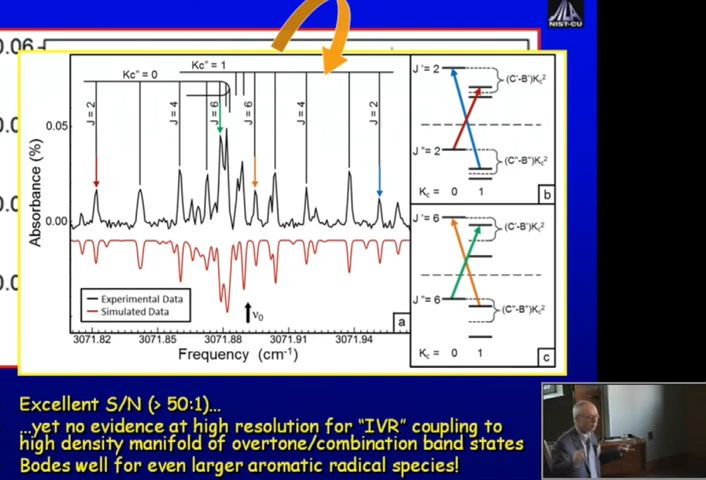 NIST-CU
0.06
Kc" = 1
Kc" = 0
J = 2
J = 4
J = 6
J = 6
J = 4
J = 2
0.05
0.00
Absorbance (%)
Experimental Data
Simulated Data
ν0
a
3071.82 3071.85 3071.88 3071.91 3071.94
Frequency (cm-1)
J '= 2
(C'-B')Kc2
J "= 2
(C"-B")Kc2
Kc = 0 1
b
J '= 6
(C'-B')Kc2
J "= 6
(C"-B")Kc2
Kc = 0 1
c
Excellent S/N (> 50:1)...
...yet no evidence at high resolution for “IVR” coupling to
high density manifold of overtone/combination band states
Bodes well for even larger aromatic radical species!